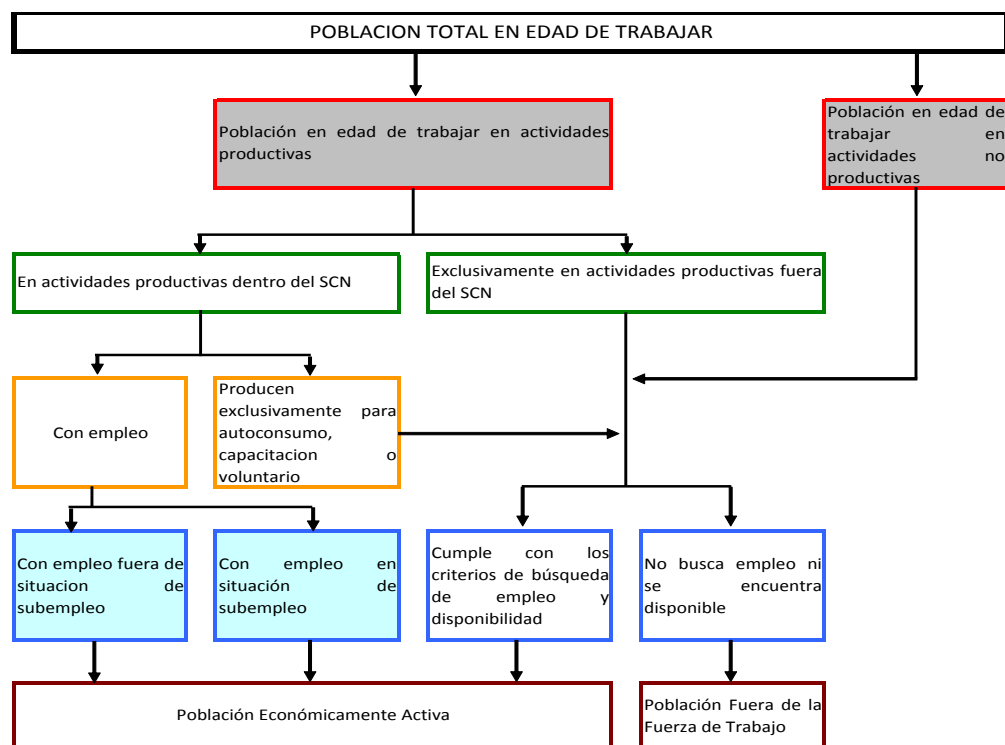 POBLACION TOTAL EN EDAD DE TRABAJAR
Población en edad de trabajar en actividades
productivas
Población en edad de
trabajar en
actividades no
productivas
En actividades productivas dentro del SCN
Exclusivamente en actividades productivas fuera
del SCN
Con empleo
Producen
exclusivamente para
autoconsumo,
capacitacion o
voluntario
Con empleo fuera de
situacion de
subempleo
Con empleo en
situación de
subempleo
Cumple con los
criterios de búsqueda
de empleo y
disponibilidad
No busca empleo ni
se encuentra
disponible
Población Económicamente Activa
Población Fuera de la
Fuerza de Trabajo